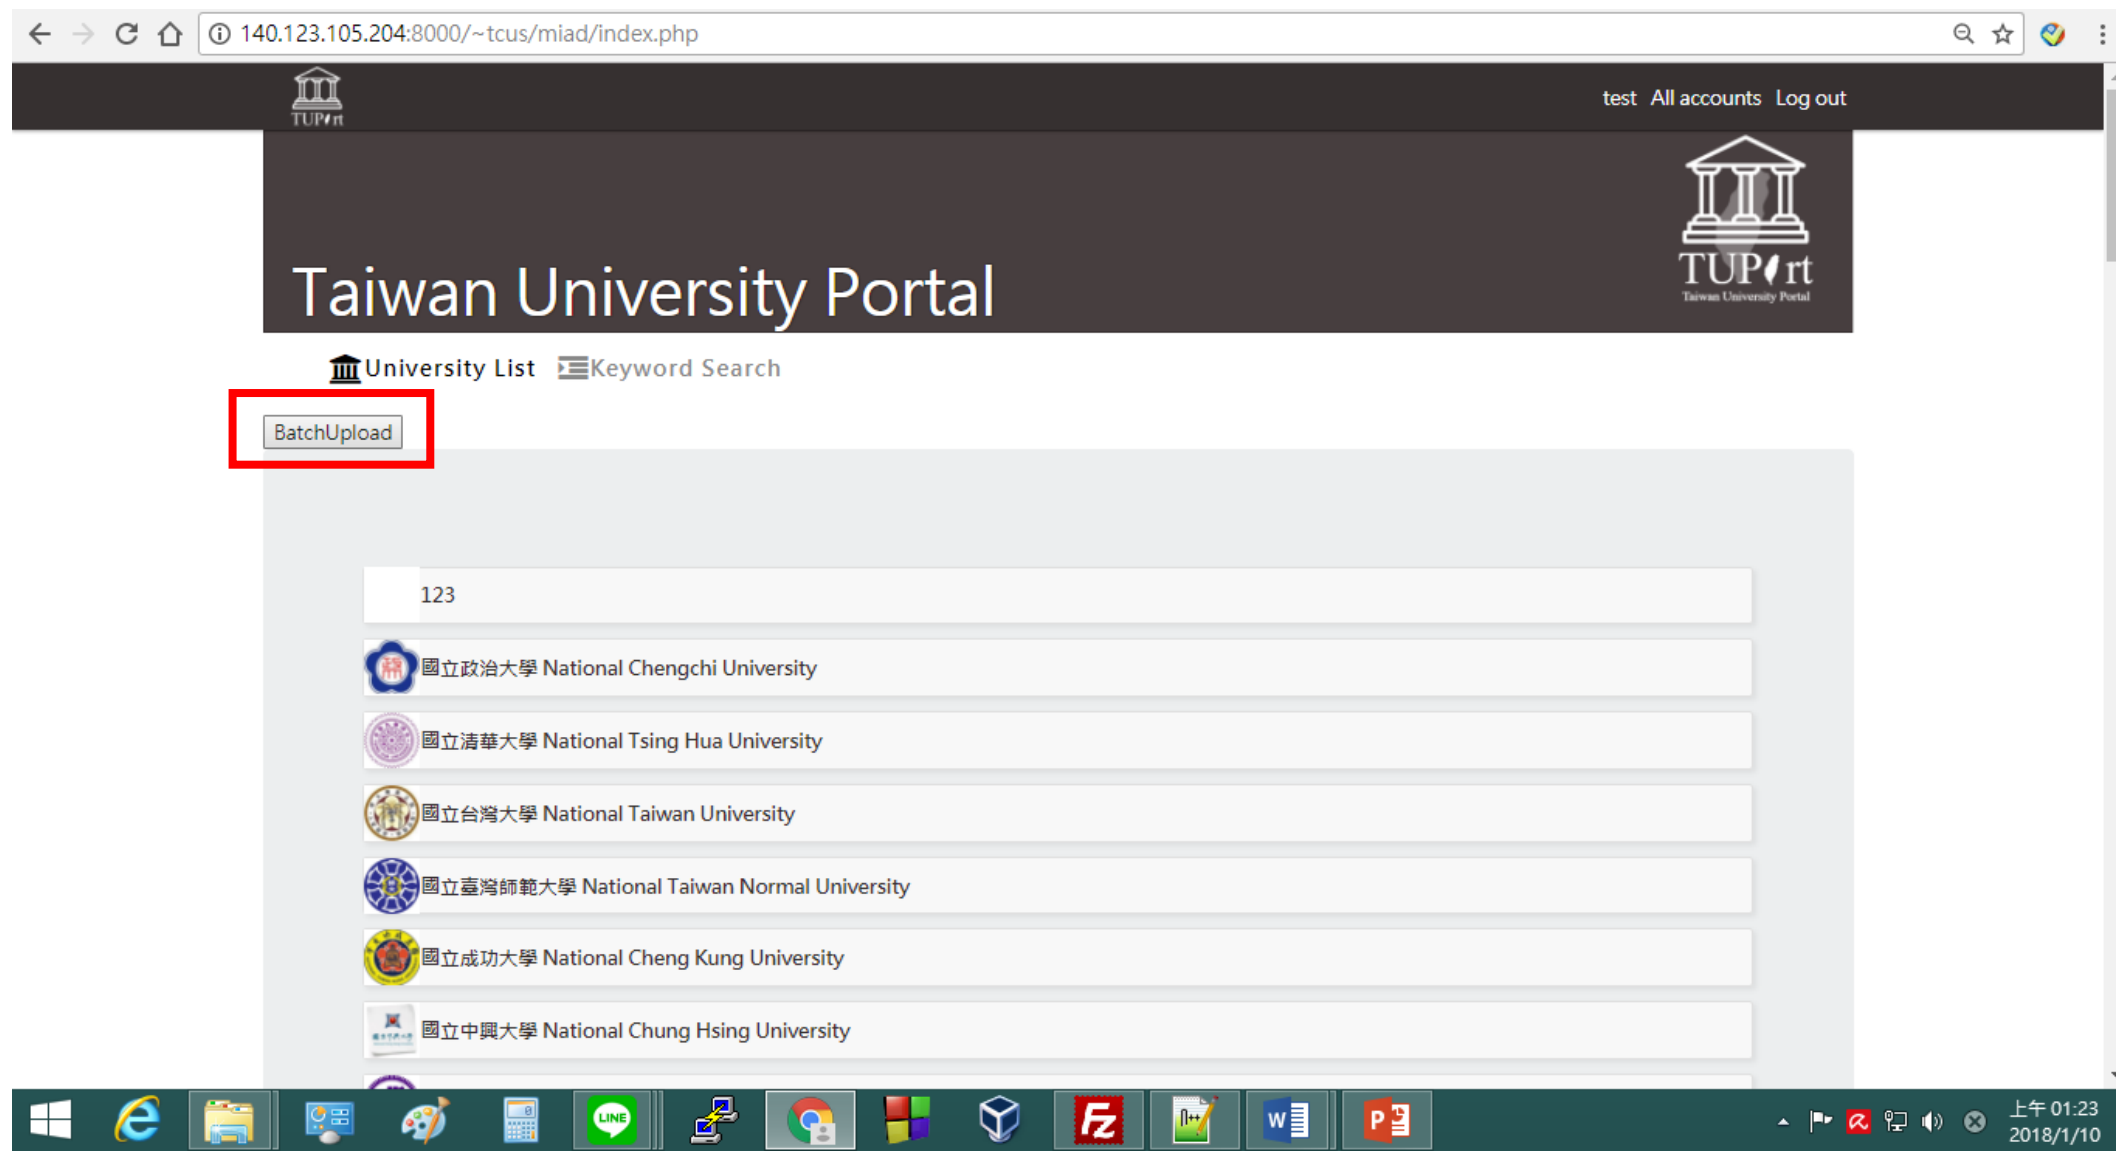 140.123.105.204:8000/~tcus/miad/index.php
TUPort
test All accounts Log out
Taiwan University Portal
TUPort
Taiwan University Portal
University List Keyword Search
BatchUpload
123
國立政治大學 National Chengchi University
國立清華大學 National Tsing Hua University
國立台灣大學 National Taiwan University
國立臺灣師範大學 National Taiwan Normal University
國立成功大學 National Cheng Kung University
國立中興大學 National Chung Hsing University
LINE
上午 01:23
2018/1/10